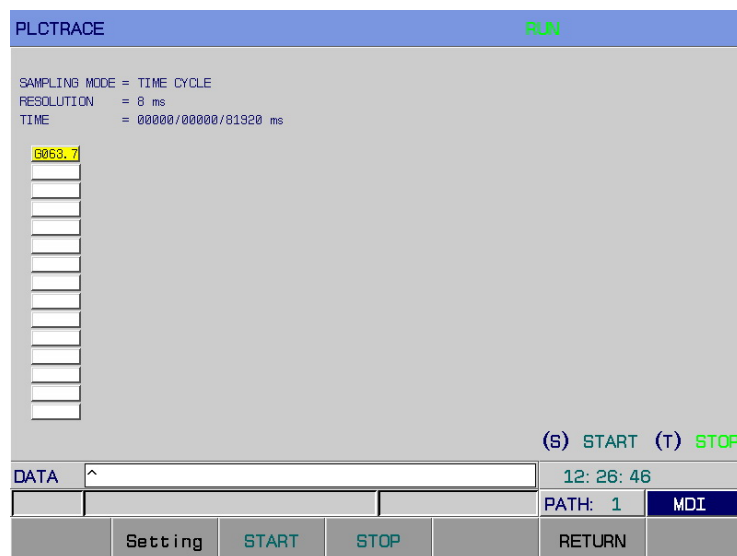 PLCTRACE RUN
SAMPLING MODE = TIME CYCLE
RESOLUTION = 8 ms
TIME = 00000/00000/81920 ms
G063.7
(S) START (T) STOP
DATA ^ 12:26:46
PATH: 1 MDI
Setting START STOP RETURN